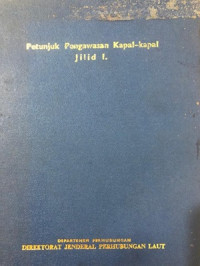 Petunjuk Pengawasan Kapal-kapal
Jilid I.
DEPARTEMEN PERHUBUNGAN
DIREKTORAT JENDERAL PERHUBUNGAN LAUT